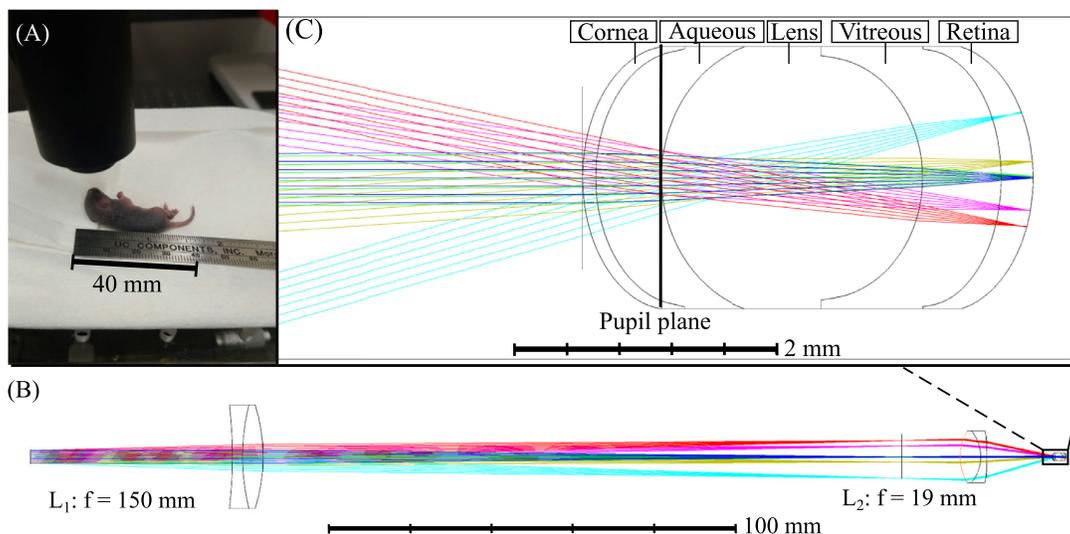 (A)
UC COMPONENTS, INC.
40 mm
(C)
Cornea Aqueous Lens Vitreous Retina
Pupil plane
2 mm
(B)
L₁: f = 150 mm
L₂: f = 19 mm
100 mm